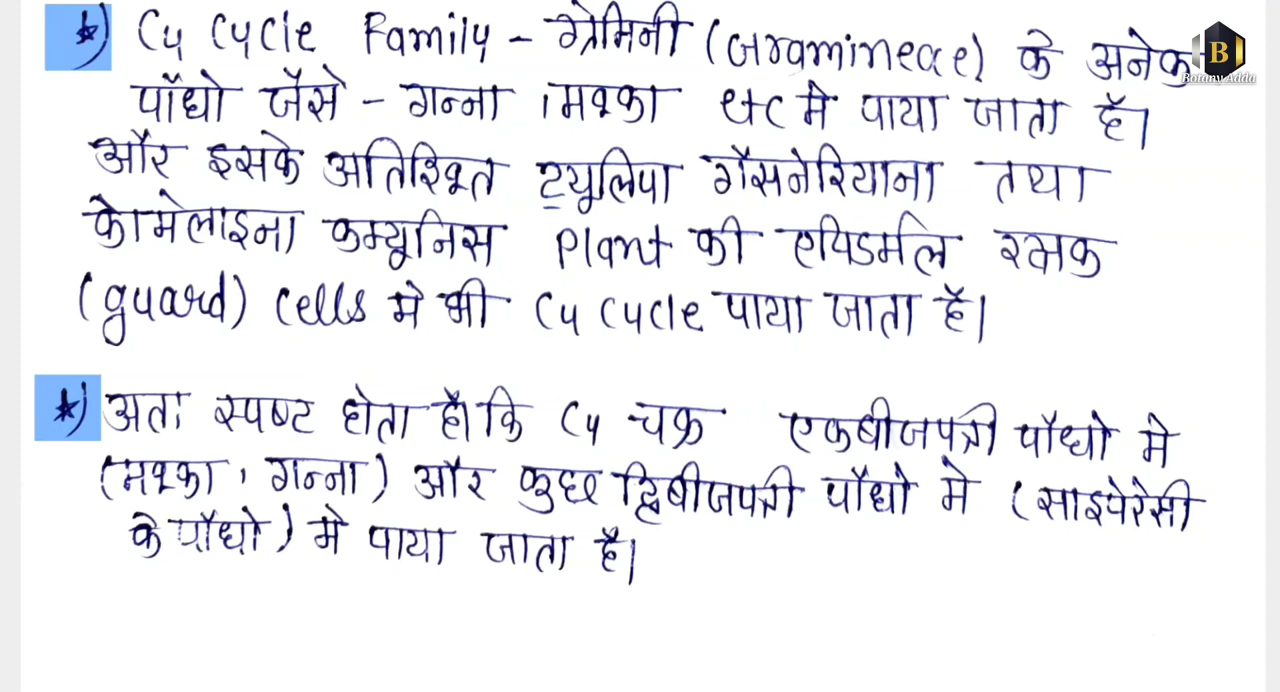 *) C4 Cycle Family - ग्रेमिनी (Gramineae) के अनेक
पौधो जैसे - गन्ना, मक्का etc मे पाया जाता है।
और इसके अतिरिक्त ट्यूलिपा गैसनेरियाना तथा
कोमेलाइना कम्यूनिस Plant की एपिडर्मल रक्षक
(guard) cells मे भी C4 Cycle पाया जाता है।
*) अतः स्पष्ट होता है। कि C4 चक्र एकबीजपत्री पौधो मे
(मक्का, गन्ना) और कुछ द्विबीजपत्री पौधो मे (साइपेरेसी
के पौधो) मे पाया जाता है।
B
Botany Adda